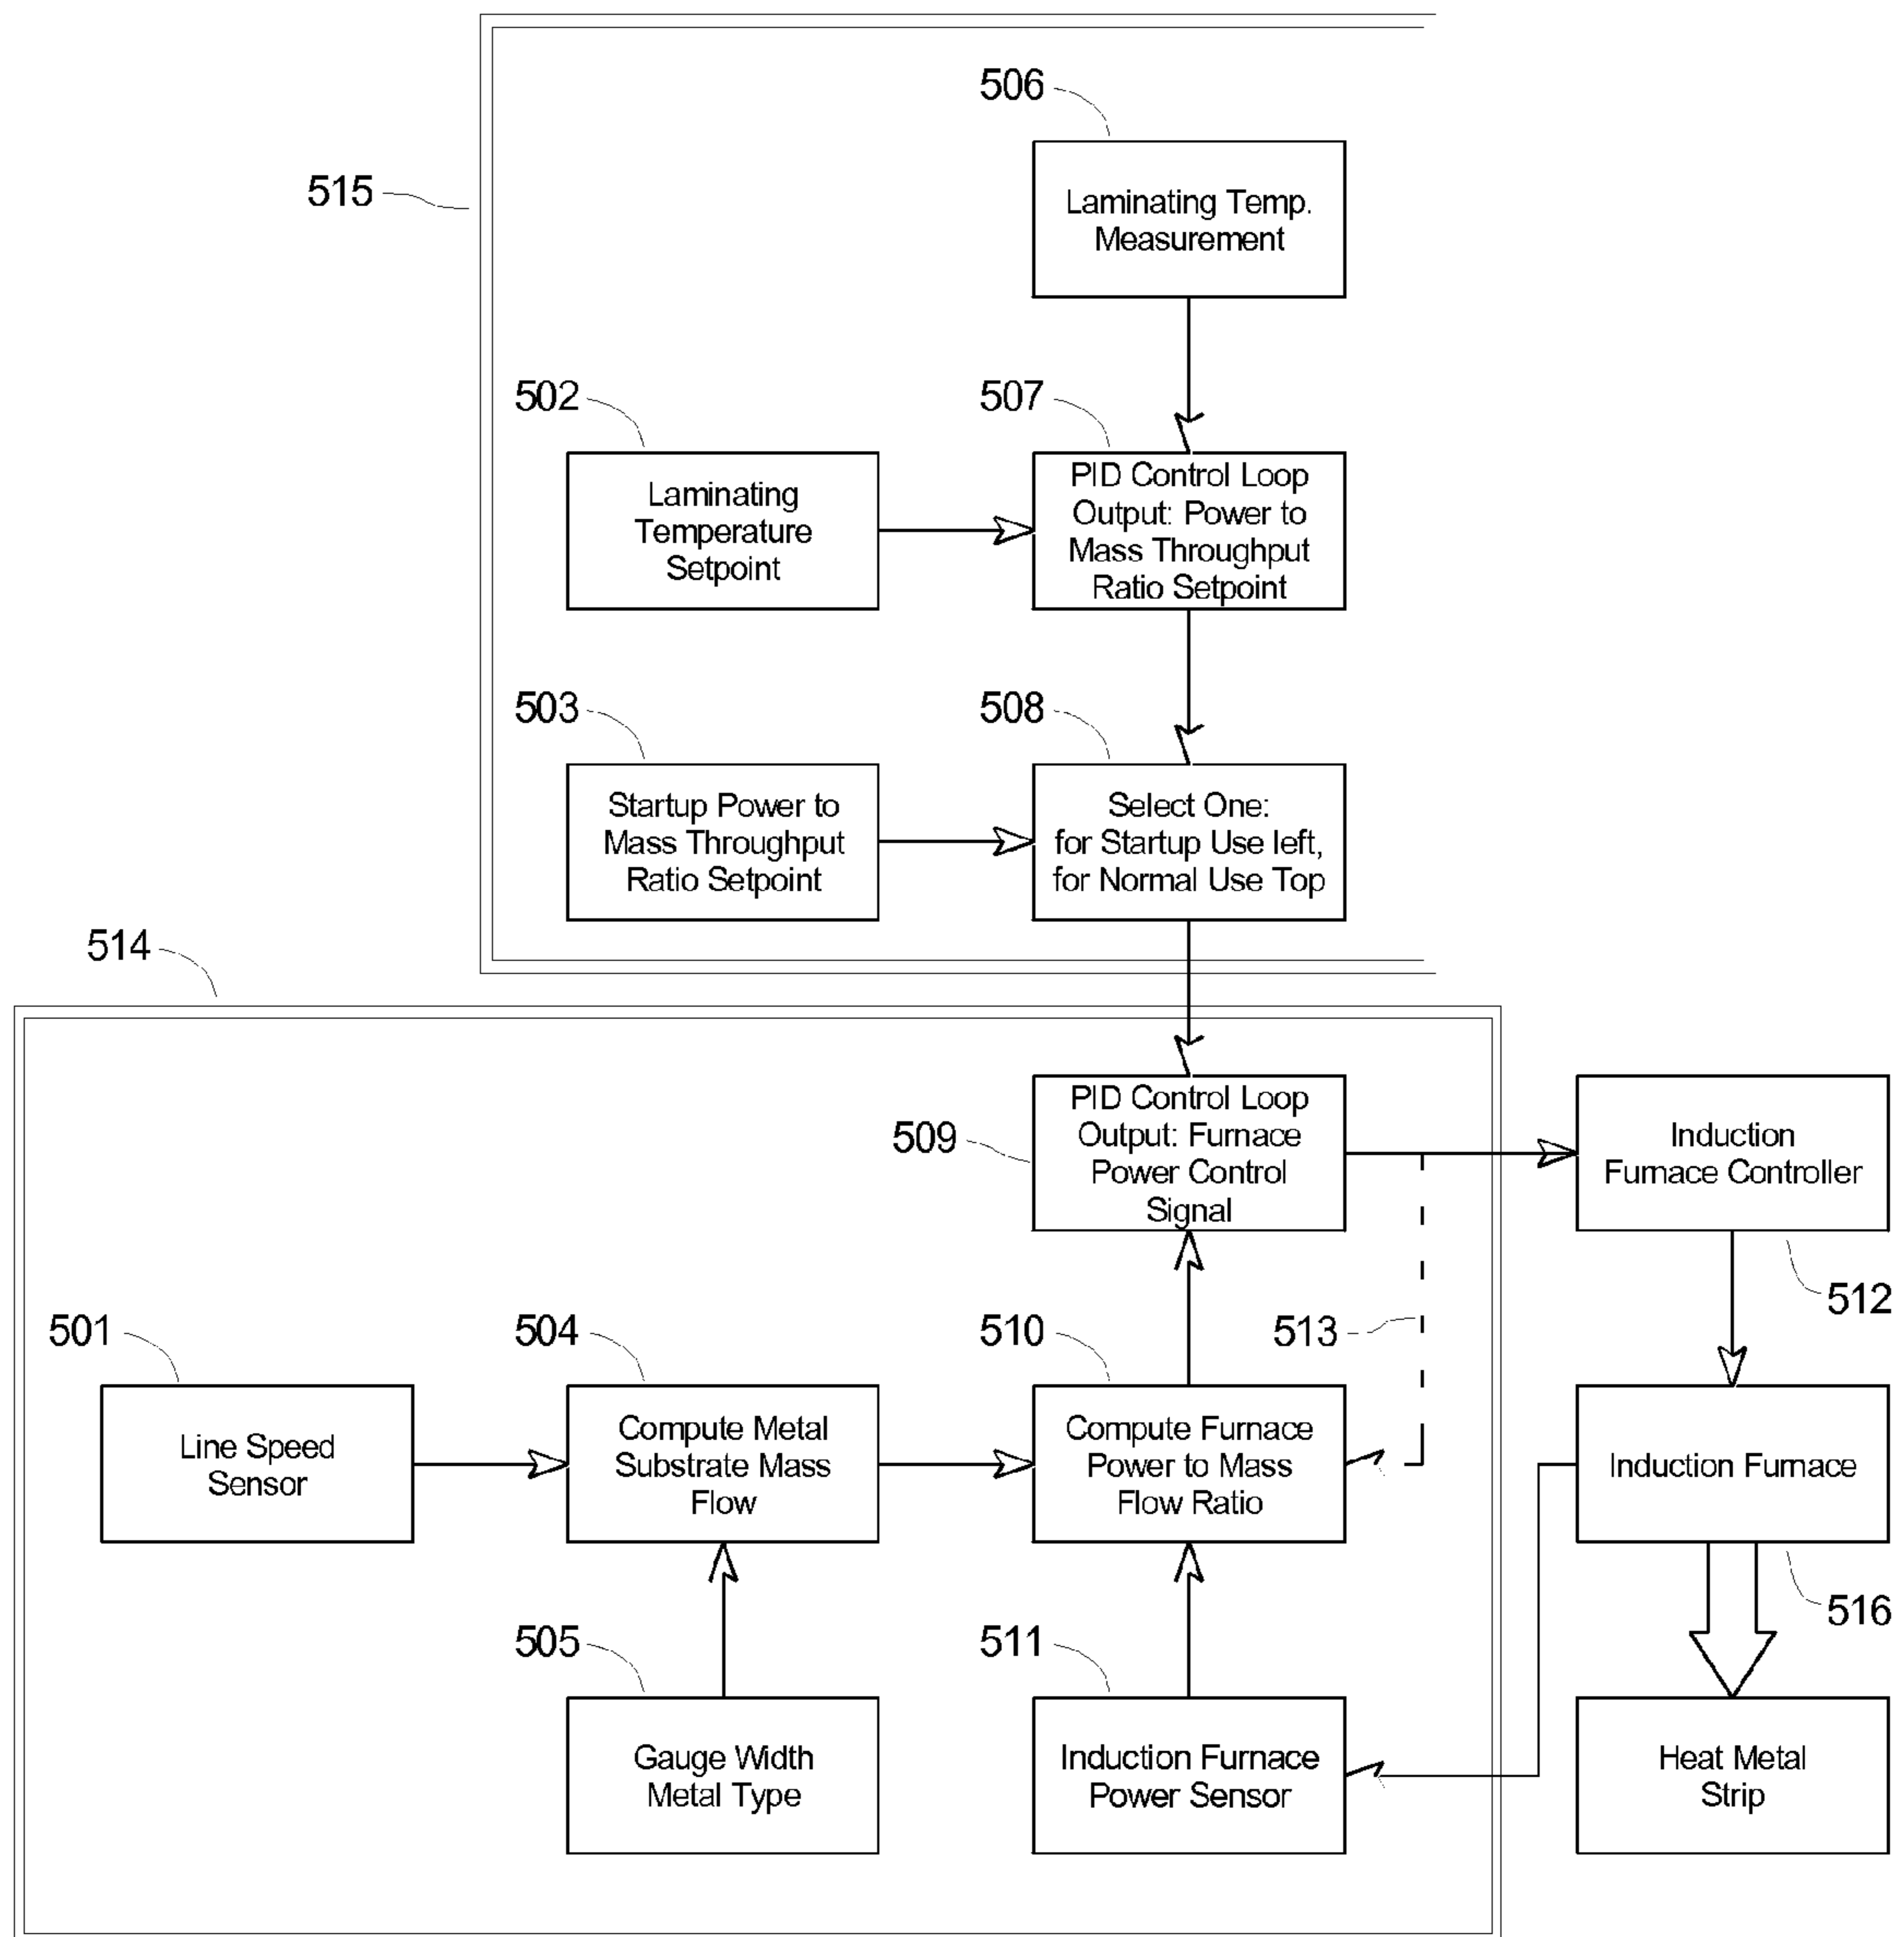 506
Laminating Temp.
Measurement
515
502
Laminating
Temperature
Setpoint
507
PID Control Loop
Output: Power to
Mass Throughput
Ratio Setpoint
503
Startup Power to
Mass Throughput
Ratio Setpoint
508
Select One:
for Startup Use left,
for Normal Use Top
514
509
PID Control Loop
Output: Furnace
Power Control
Signal
Induction
Furnace Controller
512
501
Line Speed
Sensor
504
Compute Metal
Substrate Mass
Flow
510
Compute Furnace
Power to Mass
Flow Ratio
513
Induction Furnace
516
505
Gauge Width
Metal Type
511
Induction Furnace
Power Sensor
Heat Metal
Strip